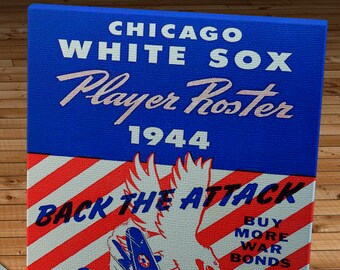 CHICAGO
WHITE SOX
Player Roster
1944
BACK THE ATTACK
BUY
MORE
WAR
BONDS